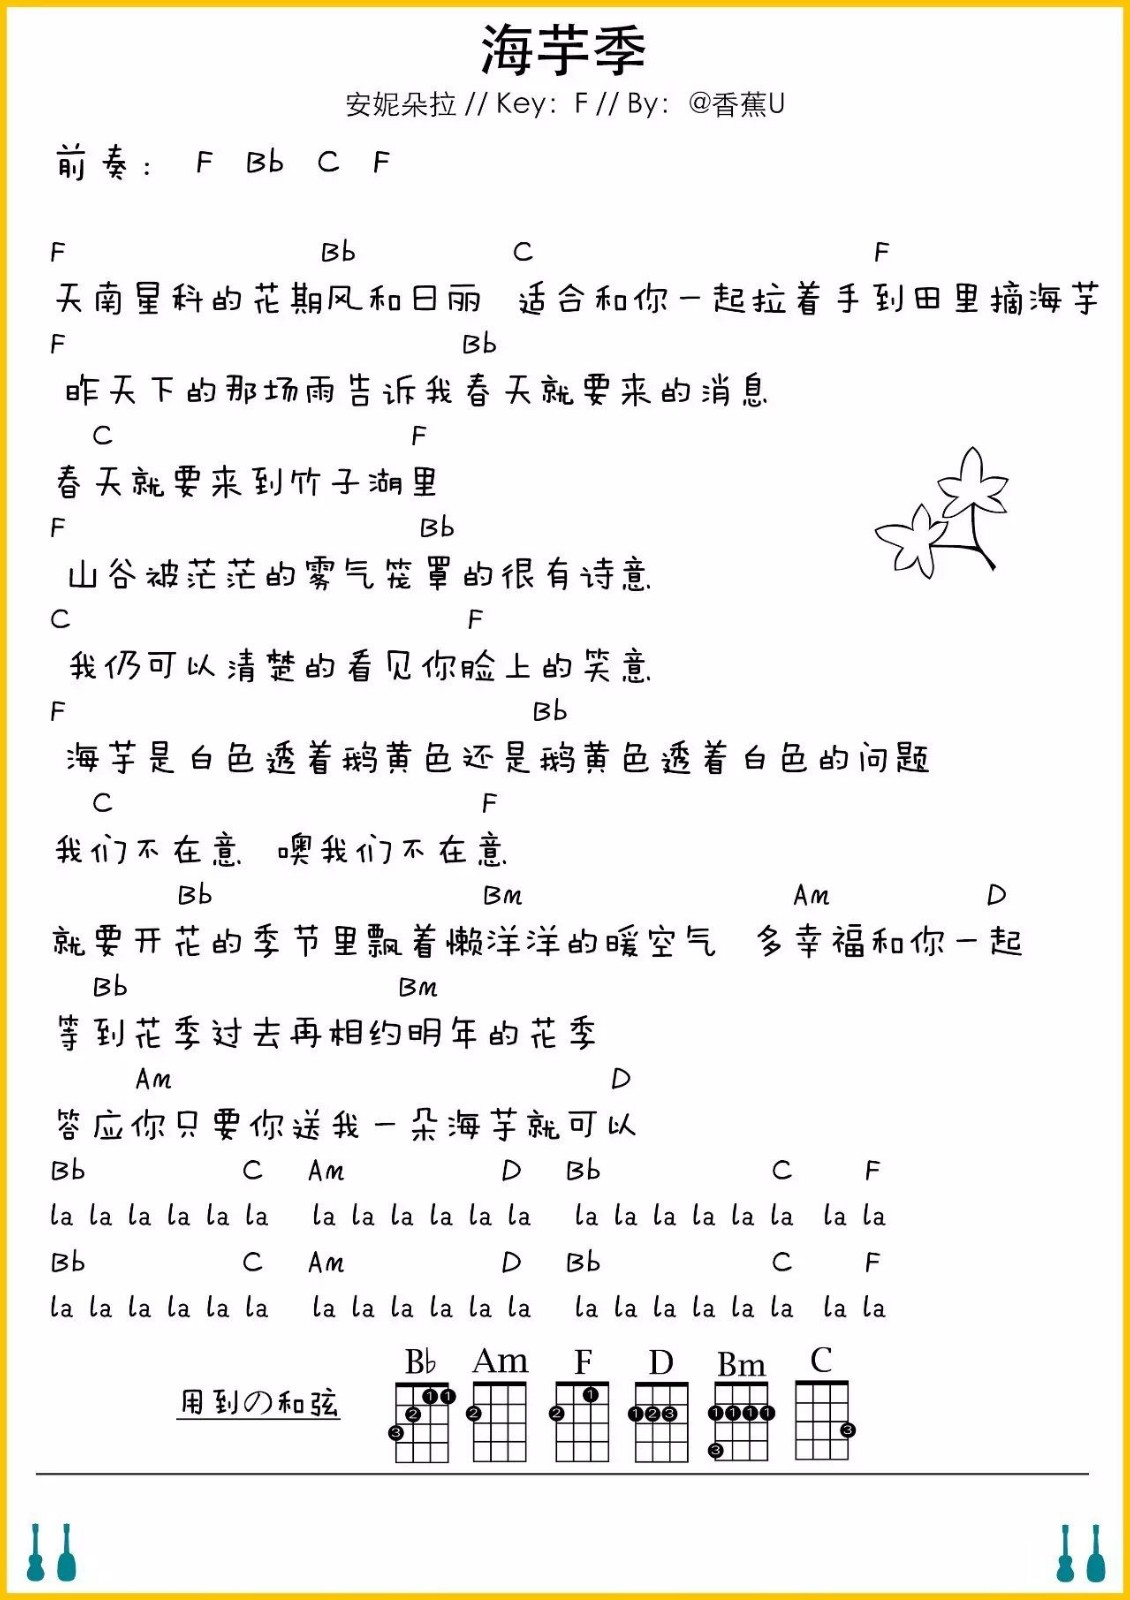 海芋季
安妮朵拉 // Key：F // By：@香蕉U
前奏： F Bb C F
F Bb C F
天南星科的花期风和日丽 适合和你一起拉着手到田里摘海芋
F Bb
昨天下的那场雨告诉我春天就要来的消息
C F
春天就要来到竹子湖里
F Bb
山谷被茫茫的雾气笼罩的很有诗意
C F
我仍可以清楚的看见你脸上的笑意
F Bb
海芋是白色透着鹅黄色还是鹅黄色透着白色的问题
C F
我们不在意 噢我们不在意
Bb Bm Am D
就要开花的季节里飘着懒洋洋的暖空气 多幸福和你一起
Bb Bm
等到花季过去再相约明年的花季
Am D
答应你只要你送我一朵海芋就可以
Bb C Am D Bb C F
la la la la la la la la la la la la la la la la la la la la
Bb C Am D Bb C F
la la la la la la la la la la la la la la la la la la la la
B♭ Am F D Bm C
用到の和弦
1 1 2 3 2 1 2 1 2 3 1 1 1 1 3 3